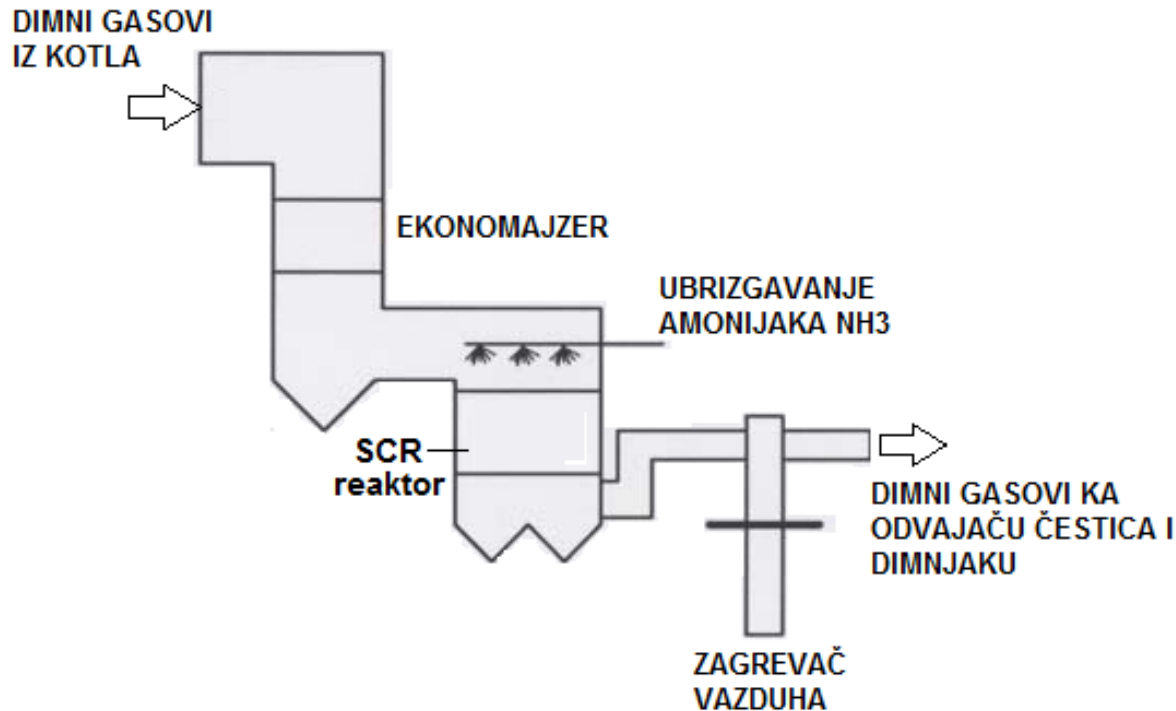 DIMNI GASOVI
IZ KOTLA
EKONOMAJZER
UBRIZGAVANJE
AMONIJAKA NH3
SCR
reaktor
DIMNI GASOVI KA
ODVAJAČU ČESTICA I
DIMNJAKU
ZAGREVAČ
VAZDUHA